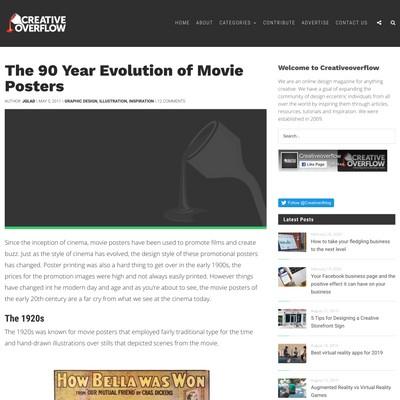 CREATIVE
OVERFLOW
HOME
ABOUT
CATEGORIES
CONTRIBUTE
ADVERTISE
CONTACT US
The 90 Year Evolution of Movie
Posters
AUTHOR: JGLAD | MAY 5, 2011 | GRAPHIC DESIGN, ILLUSTRATION, INSPIRATION | 12 COMMENTS
Since the inception of cinema, movie posters have been used to promote films and create
buzz. Just as the style of cinema has evolved, the design style of these promotional posters
has changed. Poster printing was also a hard thing to get over in the early 1900s, the
prices for the promotion images were high and not always easily printed. However things
have changed int he modern day and age and as you're about to see, the movie posters of
the early 20th century are a far cry from what we see at the cinema today.
The 1920s
The 1920s was known for movie posters that employed fairly traditional type for the time
and hand-drawn illustrations over stills that depicted scenes from the movie.
HOW BELLA WAS WON
FROM OUR MUTUAL FRIEND BY CHAS. DICKENS
Welcome to Creativeoverflow
We are an online design magazine for anything
creative. We have a goal of expanding the
community of design eccentric individuals from all
over the world by inspiring them through articles,
resources, tutorials and inspiration. We were
established in 2009.
Search...
Creativeoverflow
Like Page
CREATIVE
OVERFLOW
Follow @Creativeoflog
Latest Posts
How to take your fledgling business
to the next level
Your Facebook business page and the
positive effect it can have on your
business
5 Tips for Designing a Creative
Storefront Sign
Best virtual reality apps for 2019
Augmented Reality vs Virtual Reality
Games